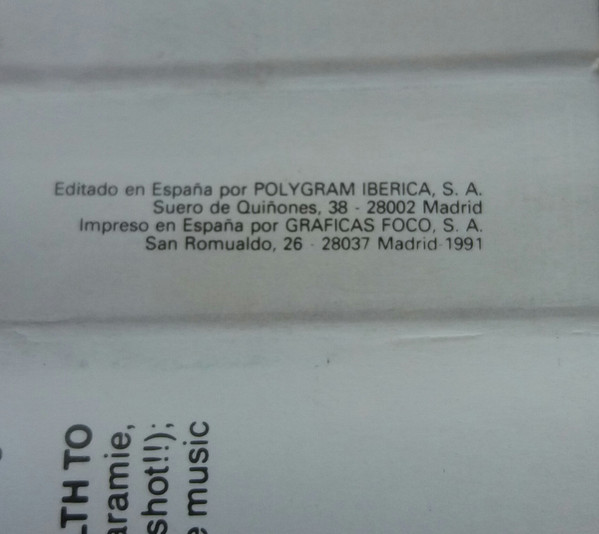 Editado en España por POLYGRAM IBERICA, S. A.
Suero de Quiñones, 38 - 28002 Madrid
Impreso en España por GRAFICAS FOCO, S. A.
San Romualdo, 26 - 28037 Madrid 1991
LTH TO
aramie,
shot!!);
music